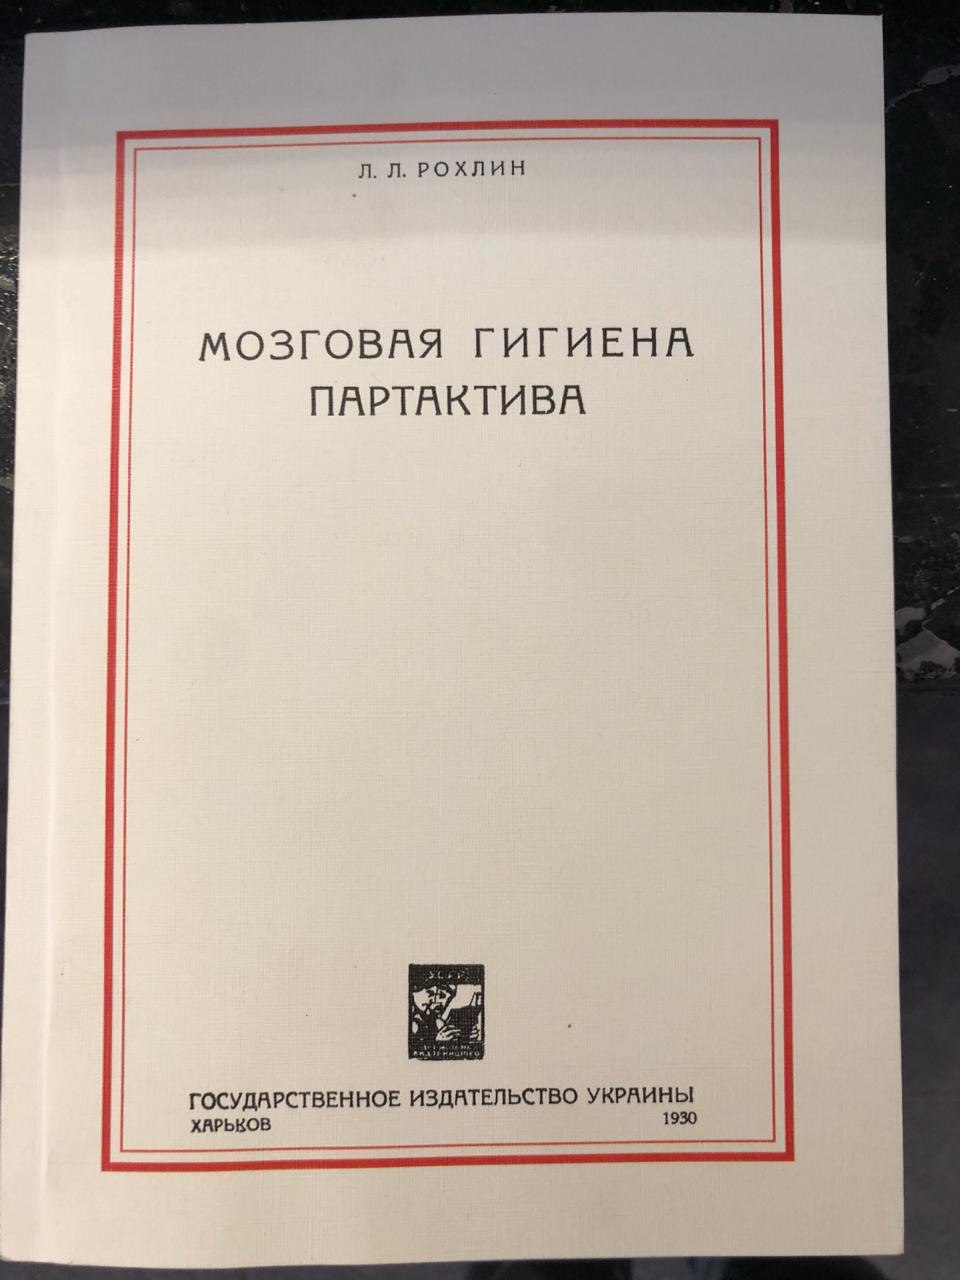 Л. Л. РОХЛИН
МОЗГОВАЯ ГИГИЕНА
ПАРТАКТИВА
ГОСУДАРСТВЕННОЕ ИЗДАТЕЛЬСТВО УКРАИНЫ
ХАРЬКОВ 1930